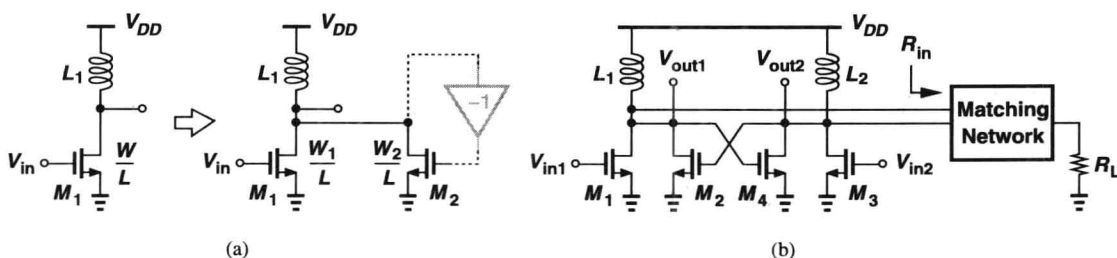 V_DD
L_1
V_in
W/L
M_1
V_DD
L_1
V_in
W_1/L
M_1
W_2/L
M_2
-1
(a)
V_DD
L_1
V_out1
V_out2
L_2
R_in
Matching
Network
R_L
V_in1
M_1
M_2
M_4
M_3
V_in2
(b)